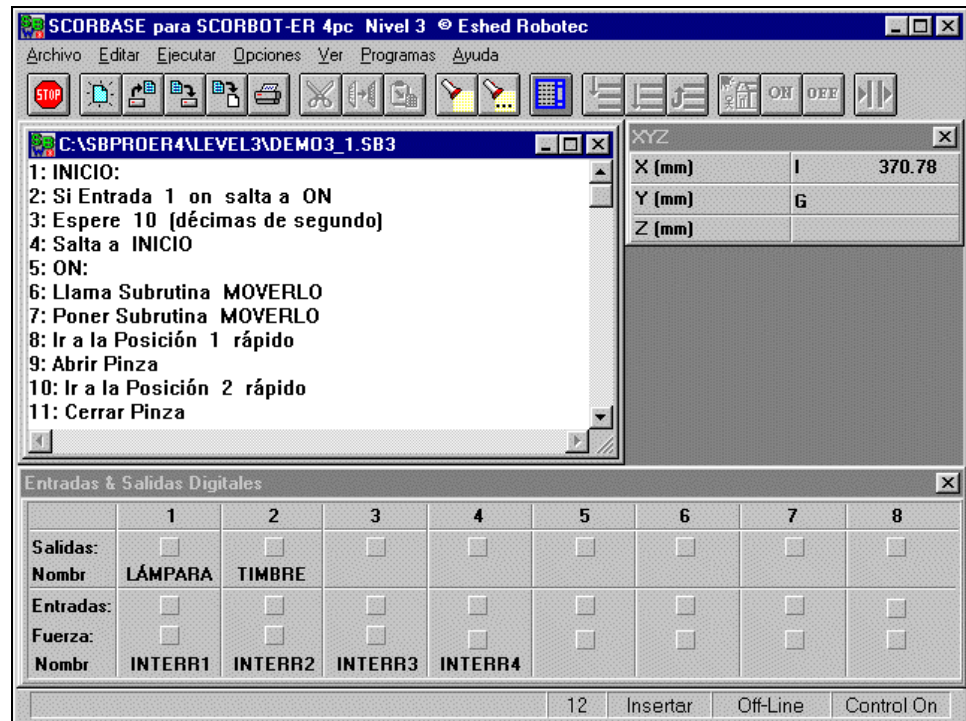 SCORBASE para SCORBOT-ER 4pc Nivel 3 © Eshed Robotec
Archivo Editar Ejecutar Opciones Ver Programas Ayuda
STOP ON OFF
C:\SBPROER4\LEVEL3\DEMO3_1.SB3
1: INICIO:
2: Si Entrada 1 on salta a ON
3: Espere 10 (décimas de segundo)
4: Salta a INICIO
5: ON:
6: Llama Subrutina MOVERLO
7: Poner Subrutina MOVERLO
8: Ir a la Posición 1 rápido
9: Abrir Pinza
10: Ir a la Posición 2 rápido
11: Cerrar Pinza
XYZ
X (mm) I 370.78
Y (mm) G
Z (mm)
Entradas & Salidas Digitales
1 2 3 4 5 6 7 8
Salidas:
Nombr LÁMPARA TIMBRE
Entradas:
Fuerza:
Nombr INTERR1 INTERR2 INTERR3 INTERR4
12 Insertar Off-Line Control On